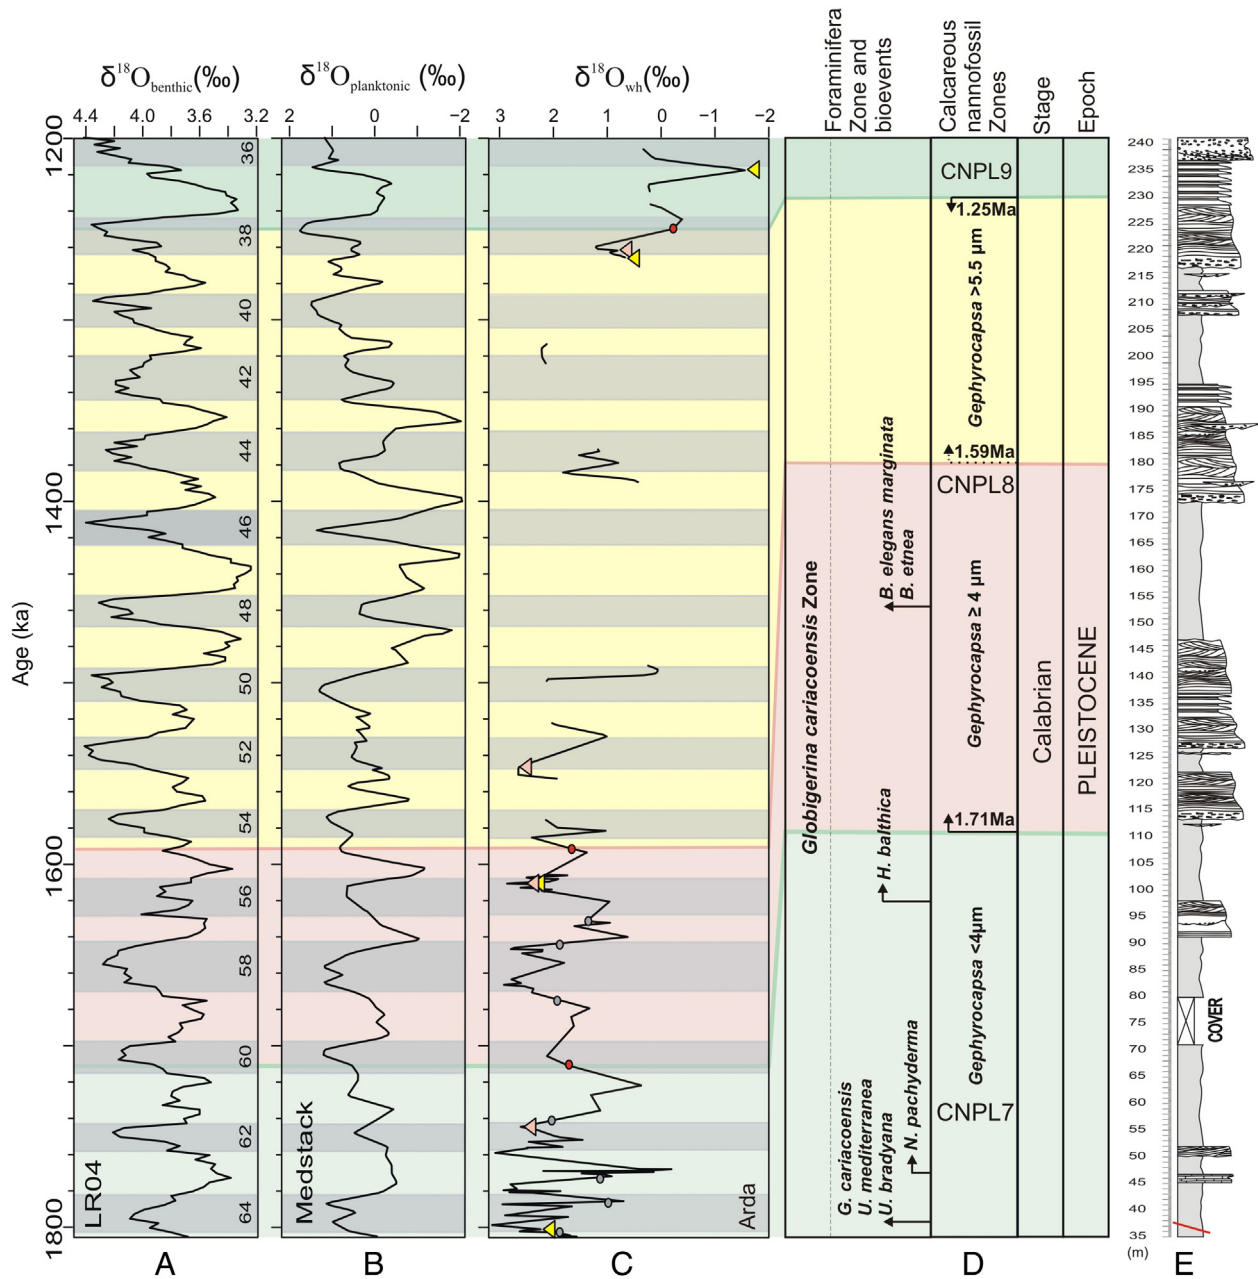 δ18Obenthic(‰)
4.4 4.0 3.6 3.2
δ18Oplanktonic (‰)
2 1 0 −1 −2
δ18Owh(‰)
3 2 1 0 −1 −2
Foraminifera
Zone and
bioevents
Calcareous
nannofossil
Zones
Stage
Epoch
Age (ka)
1200
1400
1600
1800
36
38
40
42
44
46
48
50
52
54
56
58
60
62
64
LR04
Medstack
Arda
Globigerina cariacoensis Zone
G. cariacoensis
U. mediterranea
U. bradyana
N. pachyderma
H. balthica
B. elegans marginata
B. etnea
CNPL9
1.25Ma
Gephyrocapsa >5.5 µm
1.59Ma
CNPL8
Gephyrocapsa ≥ 4 µm
1.71Ma
Gephyrocapsa <4µm
CNPL7
Calabrian
PLEISTOCENE
240
235
230
225
220
215
210
205
200
195
190
185
180
175
170
165
160
155
150
145
140
135
130
125
120
115
110
105
100
95
90
85
80
75
70
65
60
55
50
45
40
35
(m)
COVER
A B C D E